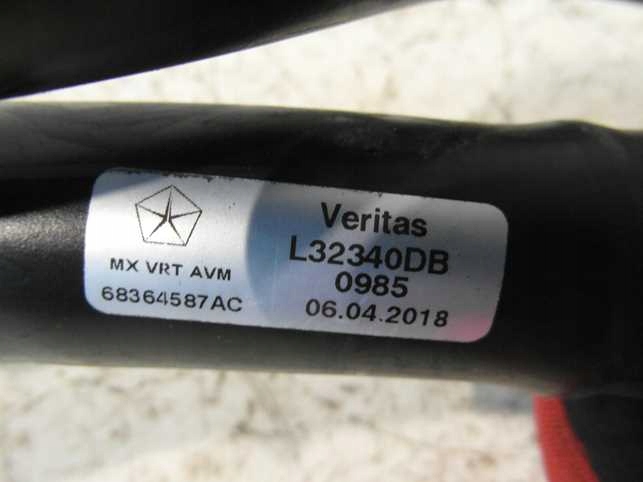 MX VRT AVM
68364587AC
Veritas
L32340DB
0985
06.04.2018